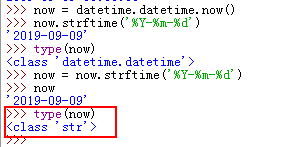 >>> now = datetime.datetime.now()
>>> now.strftime('%Y-%m-%d')
'2019-09-09'
>>> type(now)
<class 'datetime.datetime'>
>>> now = now.strftime('%Y-%m-%d')
>>> now
'2019-09-09'
>>> type(now)
<class 'str'>
>>>